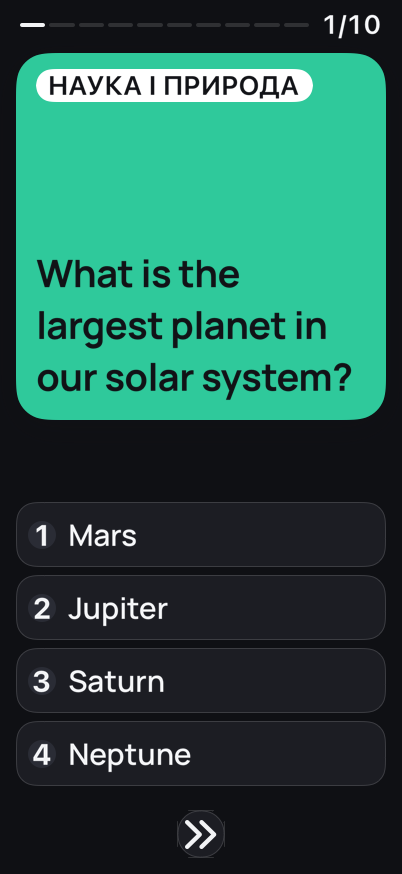 1/10
НАУКА І ПРИРОДА
What is the
largest planet in
our solar system?
1 Mars
2 Jupiter
3 Saturn
4 Neptune